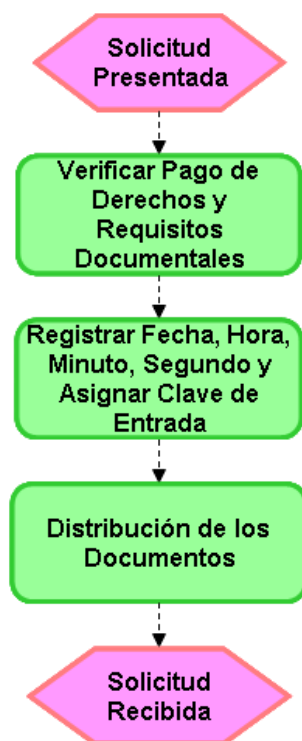 Solicitud
Presentada
Verificar Pago de
Derechos y
Requisitos
Documentales
Registrar Fecha, Hora,
Minuto, Segundo y
Asignar Clave de
Entrada
Distribución de los
Documentos
Solicitud
Recibida